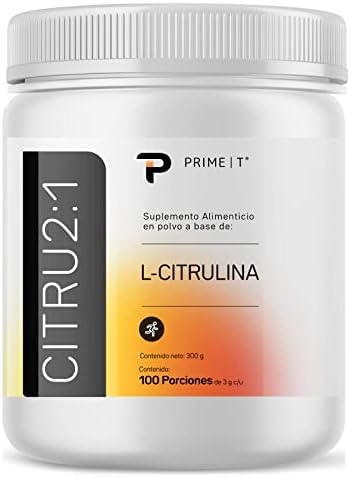 CITRU2:1
PRIME | T®
Suplemento Alimenticio
en polvo a base de:
L-CITRULINA
Contenido neto: 300 g
Contenido:
100 Porciones de 3 g c/u